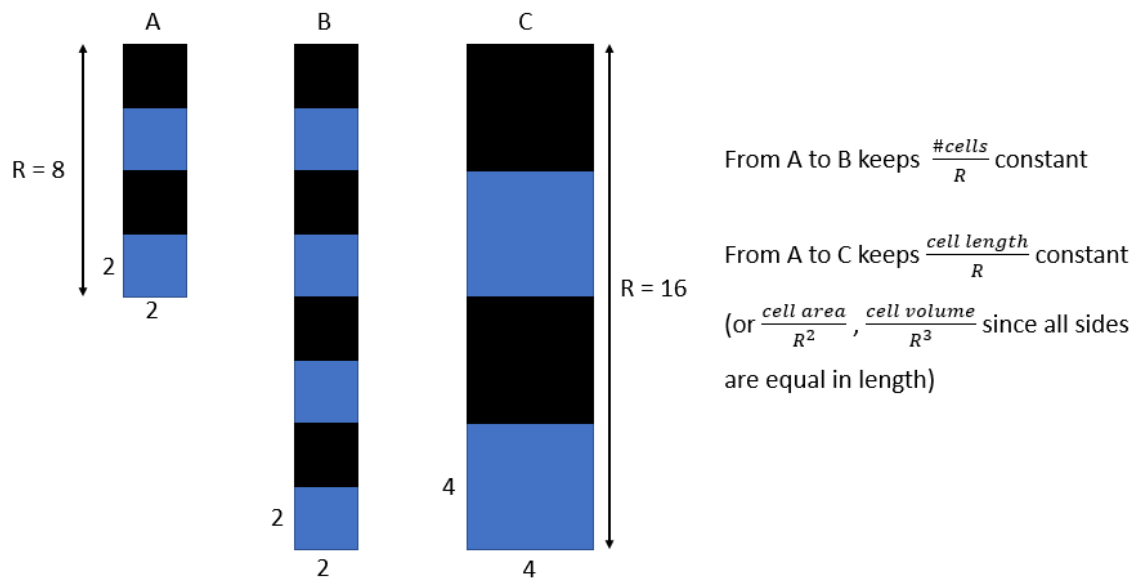 A
B
C
R = 8
2
2
2
2
R = 16
4
4
From A to B keeps #cells/R constant
From A to C keeps cell length/R constant
(or cell area/R² , cell volume/R³ since all sides
are equal in length)